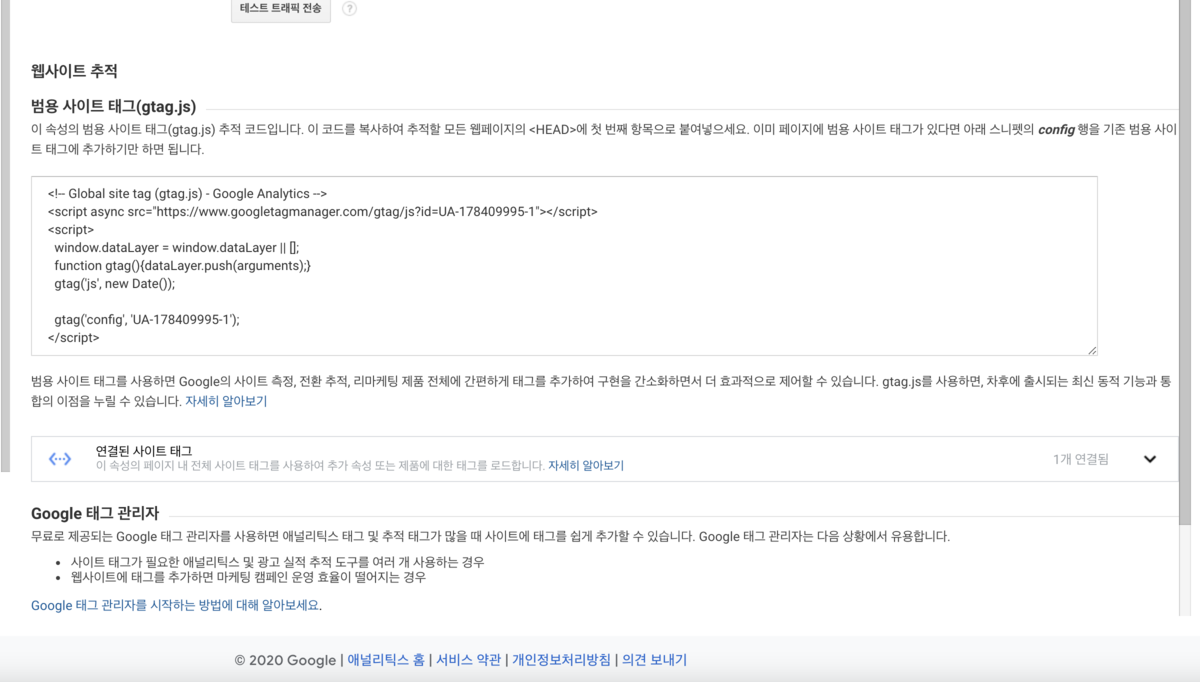 테스트 트래픽 전송 ?
웹사이트 추적
범용 사이트 태그(gtag.js)
이 속성의 범용 사이트 태그(gtag.js) 추적 코드입니다. 이 코드를 복사하여 추적할 모든 웹페이지의 <HEAD>에 첫 번째 항목으로 붙여넣으세요. 이미 페이지에 범용 사이트 태그가 있다면 아래 스니펫의 config 행을 기존 범용 사이
트 태그에 추가하기만 하면 됩니다.
<!-- Global site tag (gtag.js) - Google Analytics -->
<script async src="https://www.googletagmanager.com/gtag/js?id=UA-178409995-1"></script>
<script>
window.dataLayer = window.dataLayer || [];
function gtag(){dataLayer.push(arguments);}
gtag('js', new Date());
gtag('config', 'UA-178409995-1');
</script>
범용 사이트 태그를 사용하면 Google의 사이트 측정, 전환 추적, 리마케팅 제품 전체에 간편하게 태그를 추가하여 구현을 간소화하면서 더 효과적으로 제어할 수 있습니다. gtag.js를 사용하면, 차후에 출시되는 최신 동적 기능과 통
합의 이점을 누릴 수 있습니다. 자세히 알아보기
연결된 사이트 태그
이 속성의 페이지 내 전체 사이트 태그를 사용하여 추가 속성 또는 제품에 대한 태그를 로드합니다. 자세히 알아보기
1개 연결됨
Google 태그 관리자
무료로 제공되는 Google 태그 관리자를 사용하면 애널리틱스 태그 및 추적 태그가 많을 때 사이트에 태그를 쉽게 추가할 수 있습니다. Google 태그 관리자는 다음 상황에서 유용합니다.
• 사이트 태그가 필요한 애널리틱스 및 광고 실적 추적 도구를 여러 개 사용하는 경우
• 웹사이트에 태그를 추가하면 마케팅 캠페인 운영 효율이 떨어지는 경우
Google 태그 관리자를 시작하는 방법에 대해 알아보세요.
© 2020 Google | 애널리틱스 홈 | 서비스 약관 | 개인정보처리방침 | 의견 보내기